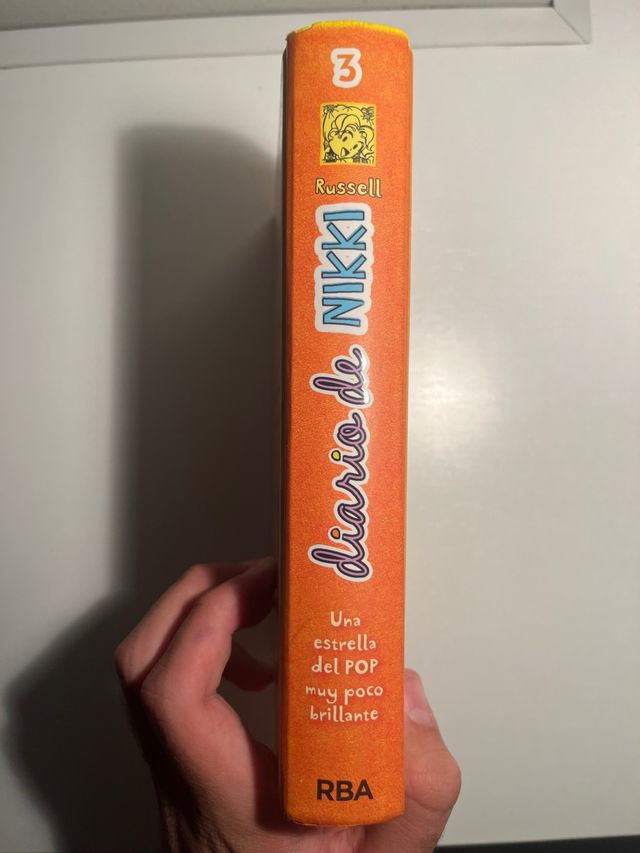 3
Russell
diario de NIKKI
Una
estrella
del POP
muy poco
brillante
RBA